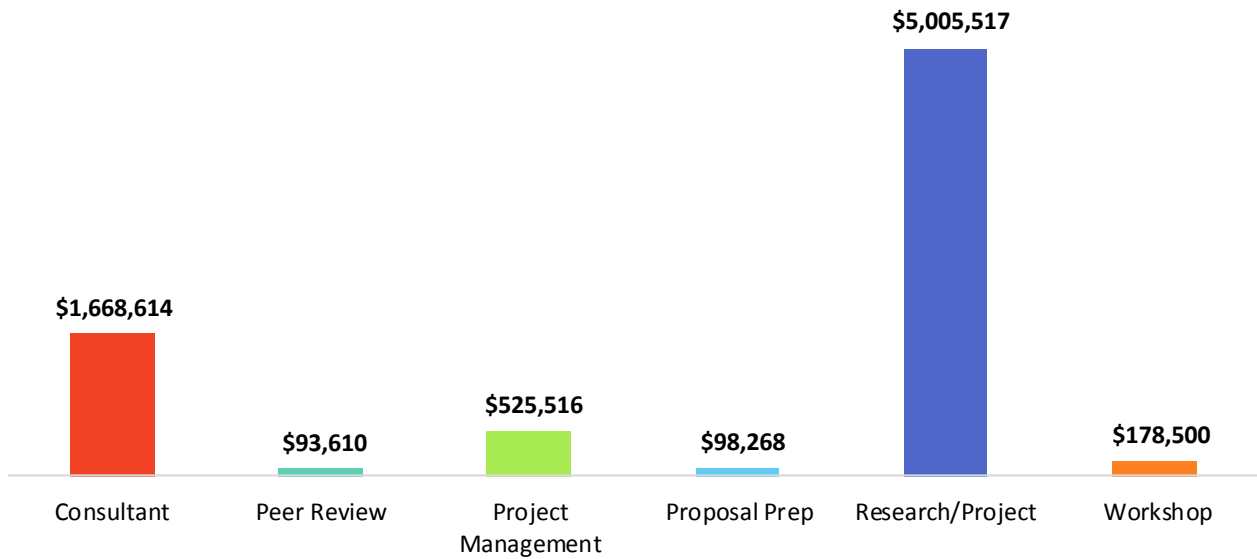 $5,005,517
$1,668,614
$525,516
$93,610
$98,268
$178,500
Consultant
Peer Review
Project
Management
Proposal Prep
Research/Project
Workshop